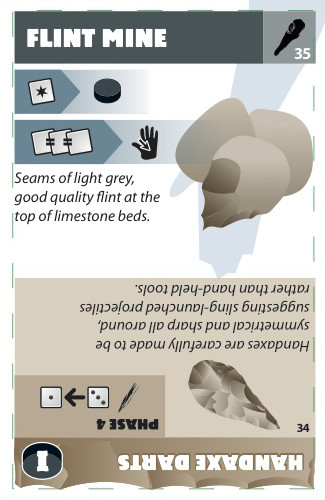 FLINT MINE
35
Seams of light grey,
good quality flint at the
top of limestone beds.
HANDAXE DARTS
I
34
PHASE 4
Handaxes are carefully made to be
symmetrical and sharp all around,
suggesting sling-launched projectiles
rather than hand-held tools.